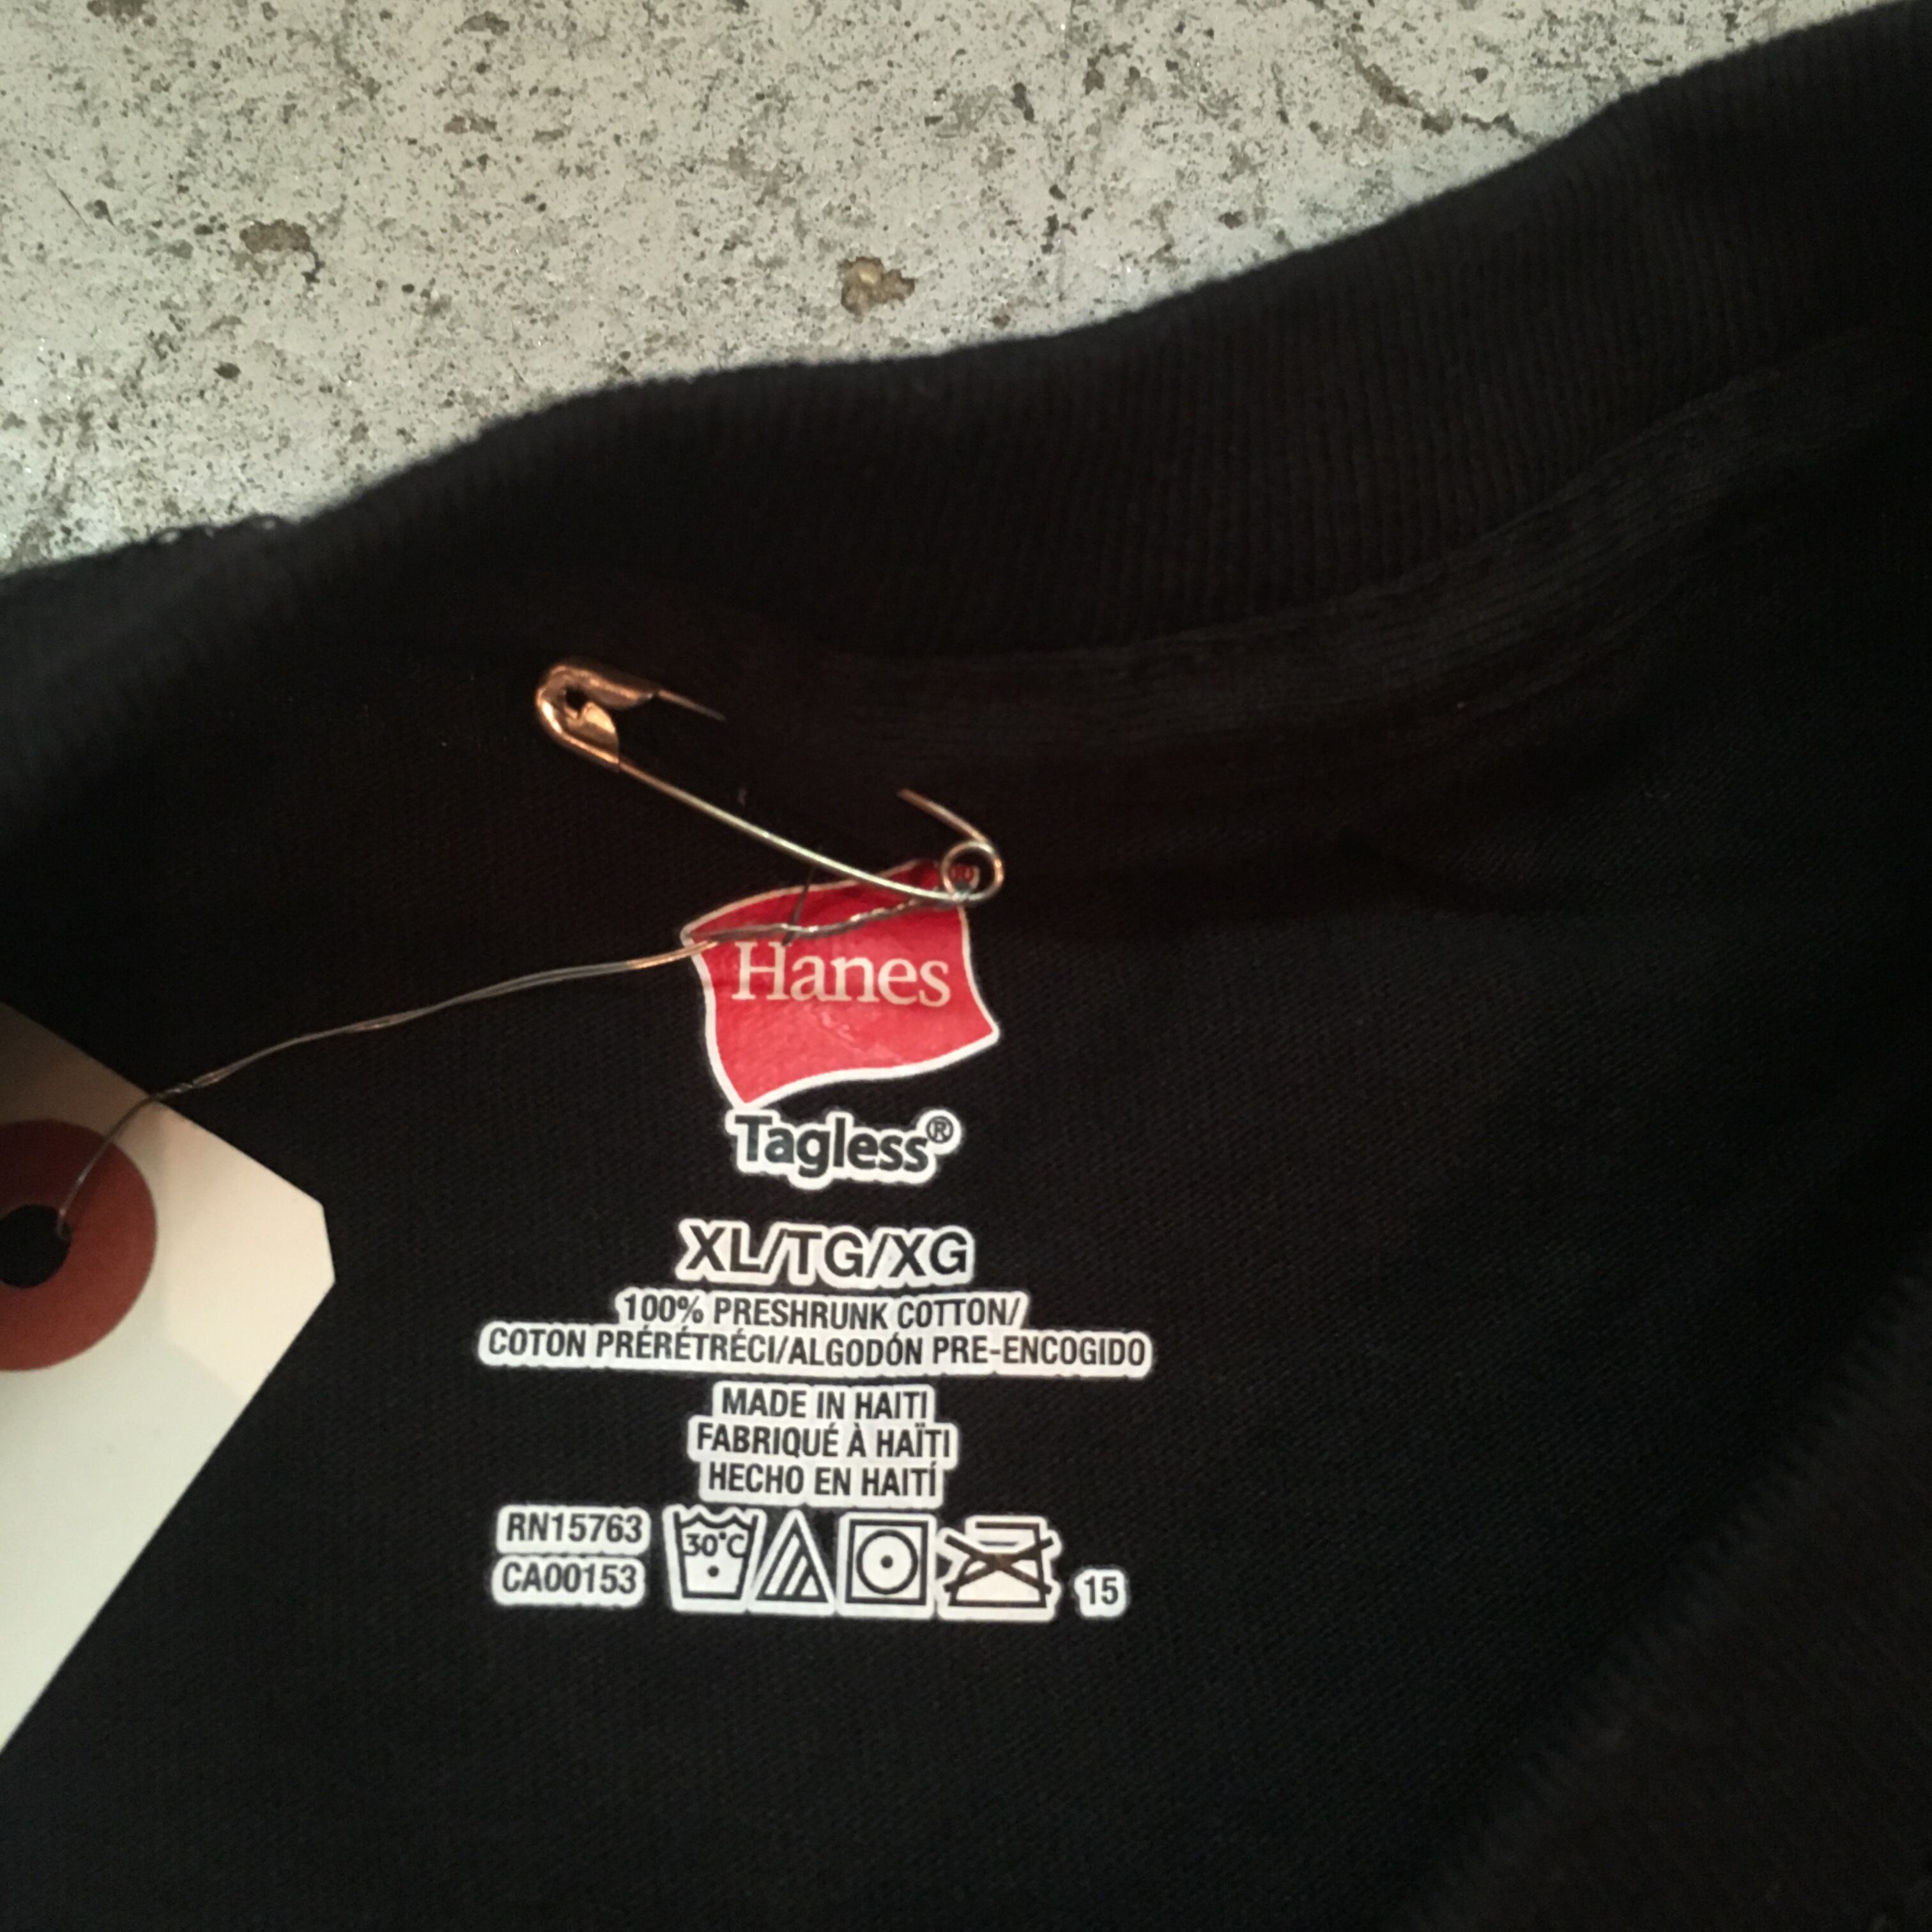 Hanes
Tagless®
XL/TG/XG
100% PRESHRUNK COTTON/
COTON PRÉRÉTRÉCI/ALGODÓN PRE-ENCOGIDO
MADE IN HAITI
FABRIQUÉ À HAÏTI
HECHO EN HAITÍ
RN15763
CA00153
30°C
15